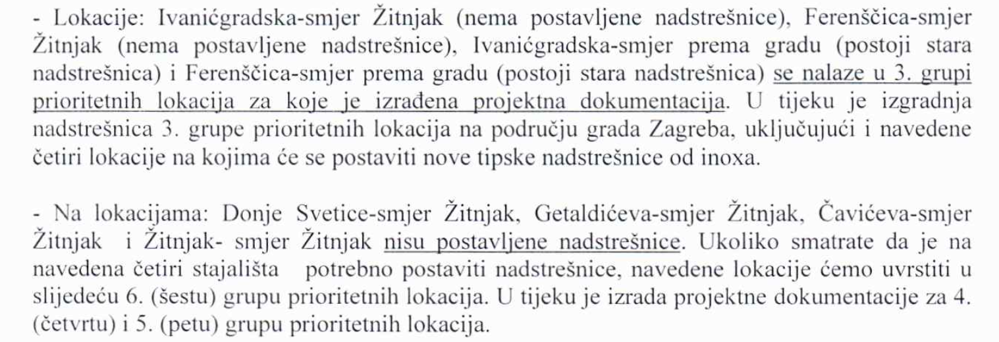 - Lokacije: Ivanićgradska-smjer Žitnjak (nema postavljene nadstrešnice), Ferenščica-smjer
Žitnjak (nema postavljene nadstrešnice), Ivanićgradska-smjer prema gradu (postoji stara
nadstrešnica) i Ferenščica-smjer prema gradu (postoji stara nadstrešnica) se nalaze u 3. grupi
prioritetnih lokacija za koje je izrađena projektna dokumentacija. U tijeku je izgradnja
nadstrešnica 3. grupe prioritetnih lokacija na području grada Zagreba, uključujući i navedene
četiri lokacije na kojima će se postaviti nove tipske nadstrešnice od inoxa.
- Na lokacijama: Donje Svetice-smjer Žitnjak, Getaldićeva-smjer Žitnjak, Čavićeva-smjer
Žitnjak i Žitnjak- smjer Žitnjak nisu postavljene nadstrešnice. Ukoliko smatrate da je na
navedena četiri stajališta potrebno postaviti nadstrešnice, navedene lokacije ćemo uvrstiti u
slijedeću 6. (šestu) grupu prioritetnih lokacija. U tijeku je izrada projektne dokumentacije za 4.
(četvrtu) i 5. (petu) grupu prioritetnih lokacija.